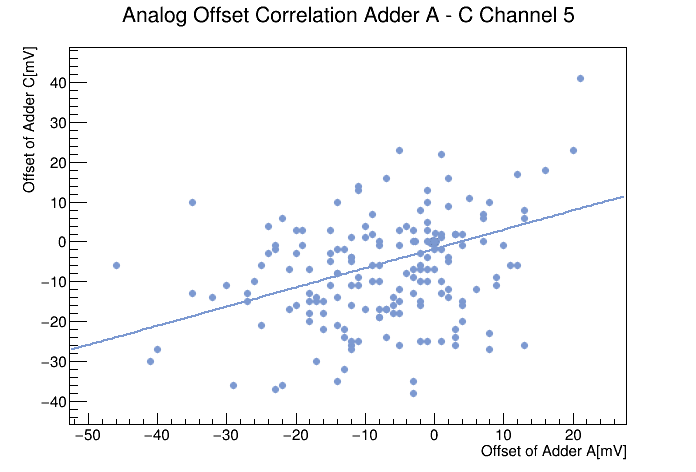 Analog Offset Correlation Adder A - C Channel 5
Offset of Adder C[mV]
40
30
20
10
0
−10
−20
−30
−40
−50 −40 −30 −20 −10 0 10 20
Offset of Adder A[mV]